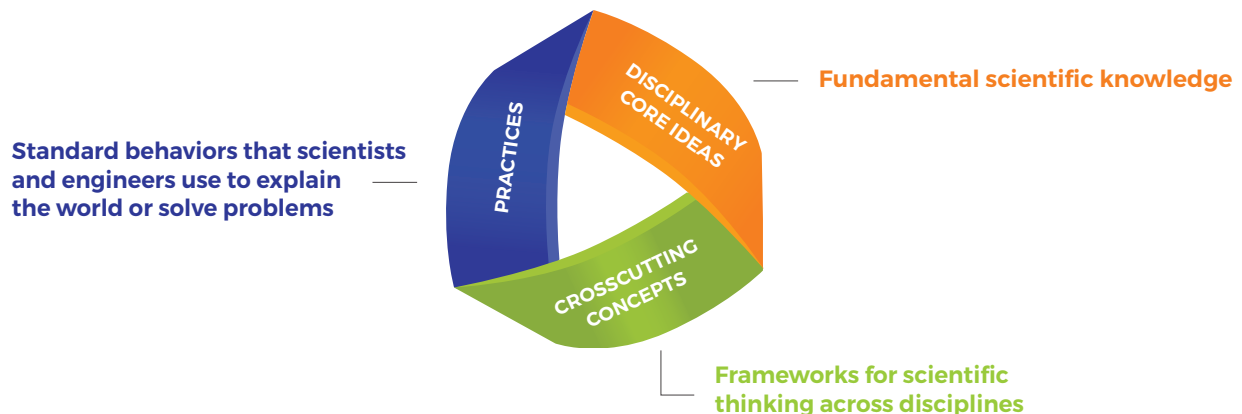 DISCIPLINARY
CORE IDEAS
Fundamental scientific knowledge
PRACTICES
Standard behaviors that scientists
and engineers use to explain
the world or solve problems
CROSSCUTTING
CONCEPTS
Frameworks for scientific
thinking across disciplines